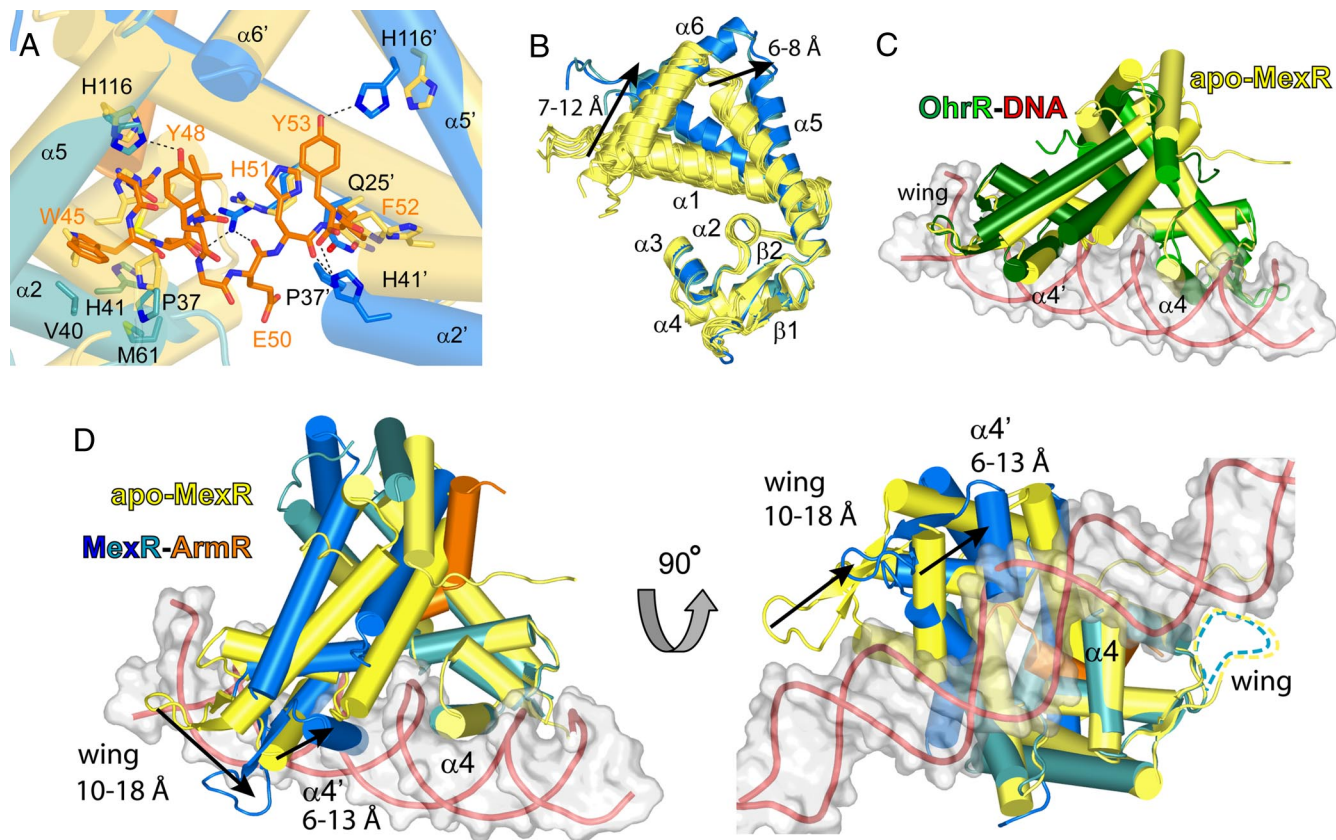 A
α6’
H116’
H116
Y48
Y53
α5’
α5
H51
Q25’
W45
F52
α2
H41
P37
P37’
H41’
V40
E50
α2’
M61
B
α6
6-8 Å
7-12 Å
α5
α1
α3
α2
β2
α4
β1
C
OhrR-DNA
apo-MexR
wing
α4’
α4
D
apo-MexR
MexR-ArmR
wing
10-18 Å
α4’
6-13 Å
α4
90°
α4’
6-13 Å
wing
10-18 Å
α4
wing